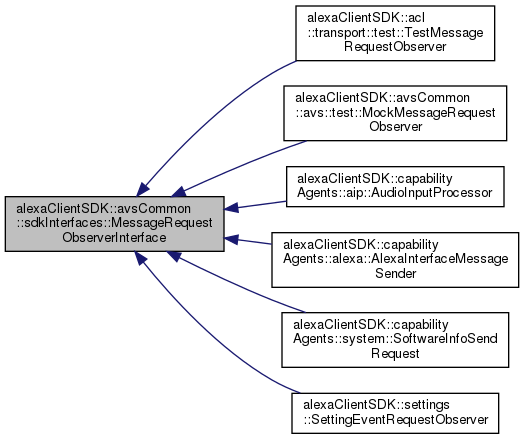 alexaClientSDK::acl
::transport::test::TestMessage
RequestObserver
alexaClientSDK::avsCommon
::avs::test::MockMessageRequest
Observer
alexaClientSDK::capability
Agents::aip::AudioInputProcessor
alexaClientSDK::avsCommon
::sdkInterfaces::MessageRequest
ObserverInterface
alexaClientSDK::capability
Agents::alexa::AlexaInterfaceMessage
Sender
alexaClientSDK::capability
Agents::system::SoftwareInfoSend
Request
alexaClientSDK::settings
::SettingEventRequestObserver